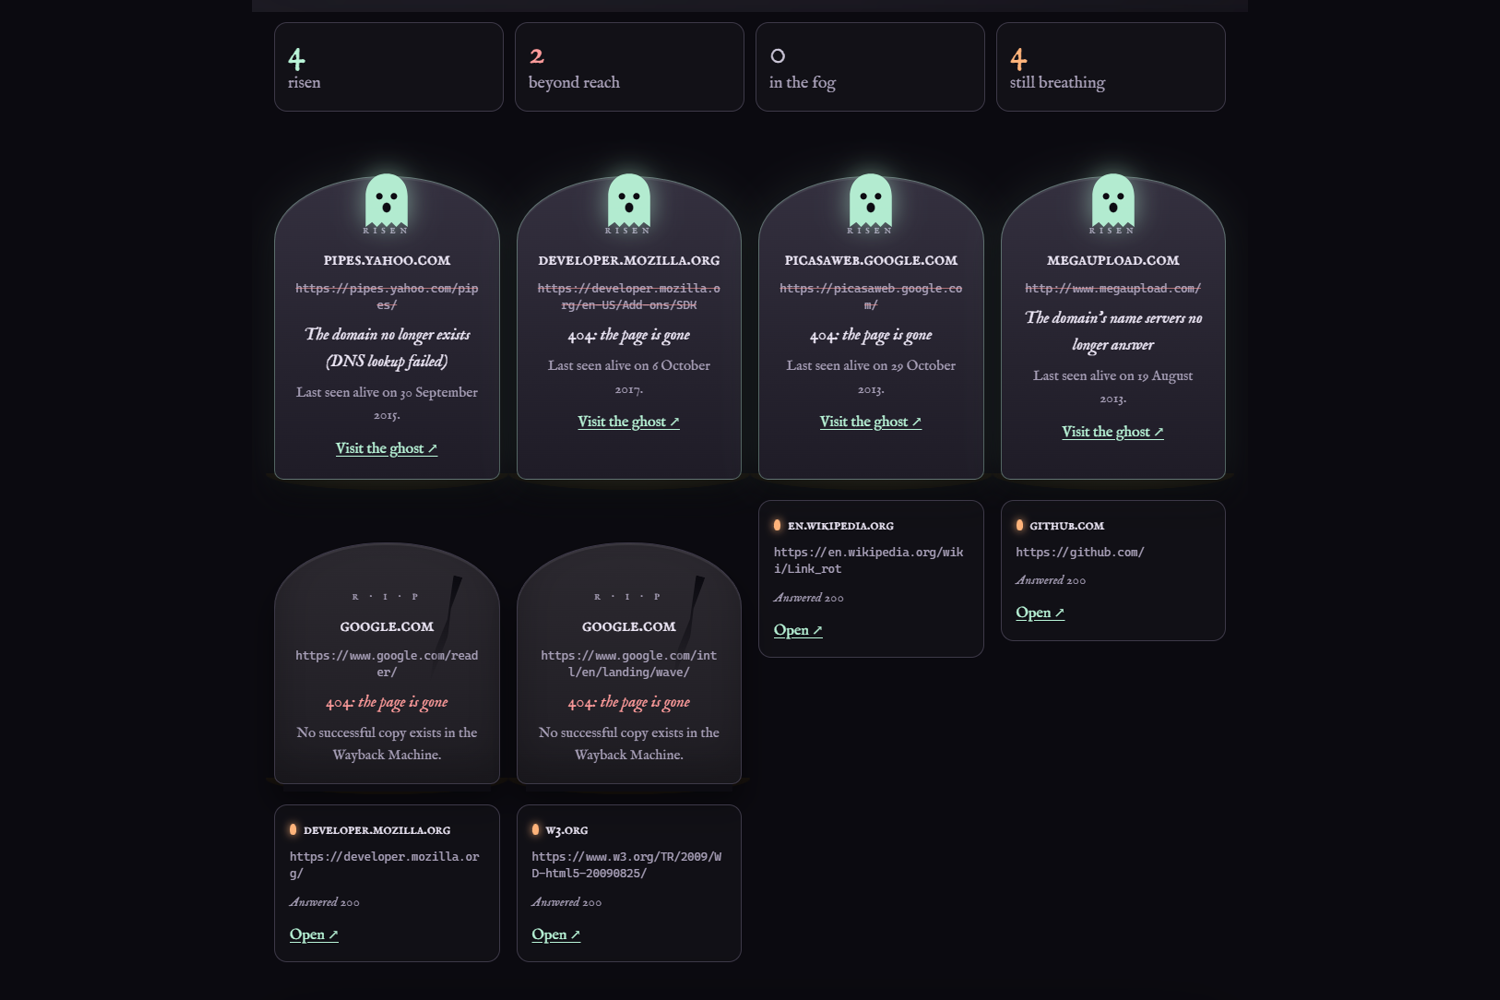 4
risen
2
beyond reach
0
in the fog
4
still breathing
RISEN
PIPES.YAHOO.COM
https://pipes.yahoo.com/pip
es/
The domain no longer exists
(DNS lookup failed)
Last seen alive on 30 September
2015.
Visit the ghost ↗
RISEN
DEVELOPER.MOZILLA.ORG
https://developer.mozilla.o
rg/en-US/Add-ons/SDK
404: the page is gone
Last seen alive on 6 October
2017.
Visit the ghost ↗
RISEN
PICASAWEB.GOOGLE.COM
https://picasaweb.google.co
m/
404: the page is gone
Last seen alive on 29 October
2013.
Visit the ghost ↗
RISEN
MEGAUPLOAD.COM
http://www.megaupload.com/
The domain’s name servers no
longer answer
Last seen alive on 19 August
2013.
Visit the ghost ↗
R · I · P
GOOGLE.COM
https://www.google.com/read
er/
404: the page is gone
No successful copy exists in the
Wayback Machine.
R · I · P
GOOGLE.COM
https://www.google.com/int
l/en/landing/wave/
404: the page is gone
No successful copy exists in the
Wayback Machine.
EN.WIKIPEDIA.ORG
https://en.wikipedia.org/wik
i/Link_rot
Answered 200
Open ↗
GITHUB.COM
https://github.com/
Answered 200
Open ↗
DEVELOPER.MOZILLA.ORG
https://developer.mozilla.or
g/
Answered 200
Open ↗
W3.ORG
https://www.w3.org/TR/2009/W
D-html5-20090825/
Answered 200
Open ↗